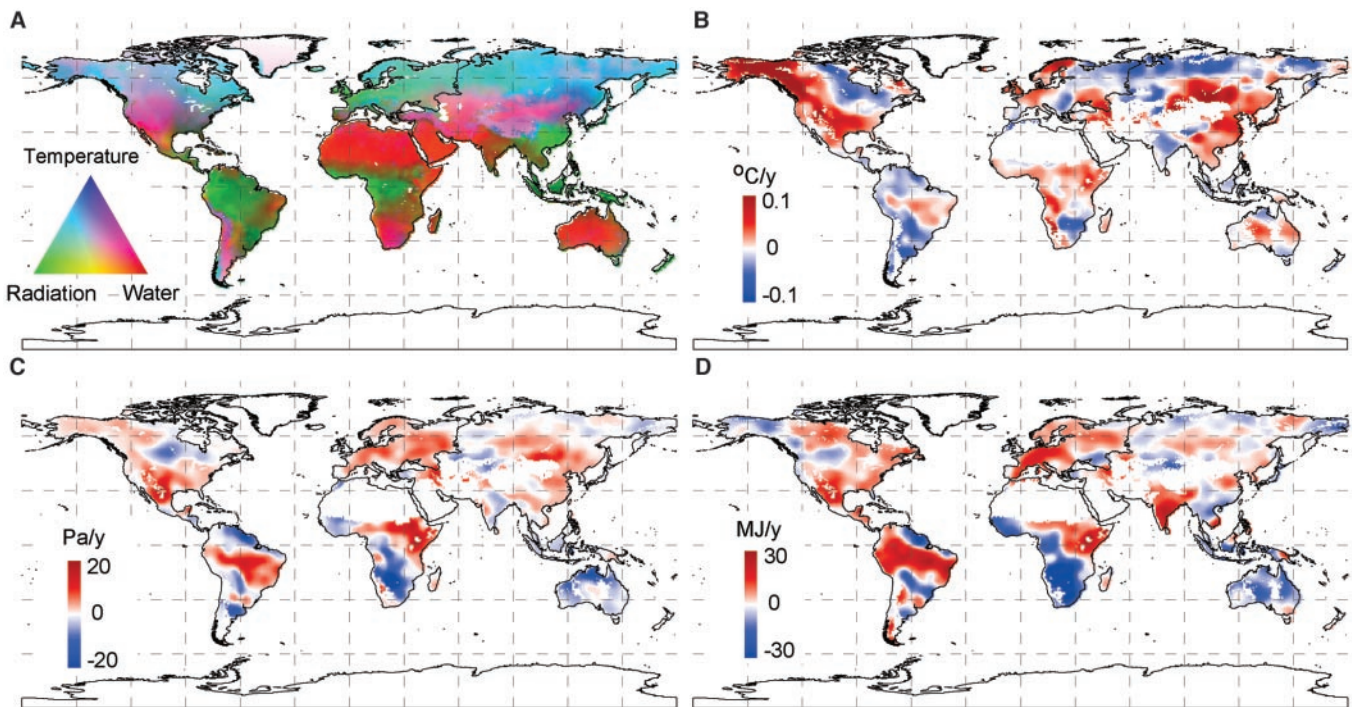 A
B
Temperature
Radiation Water
°C/y
0.1
0
-0.1
C
D
Pa/y
20
0
-20
MJ/y
30
0
-30